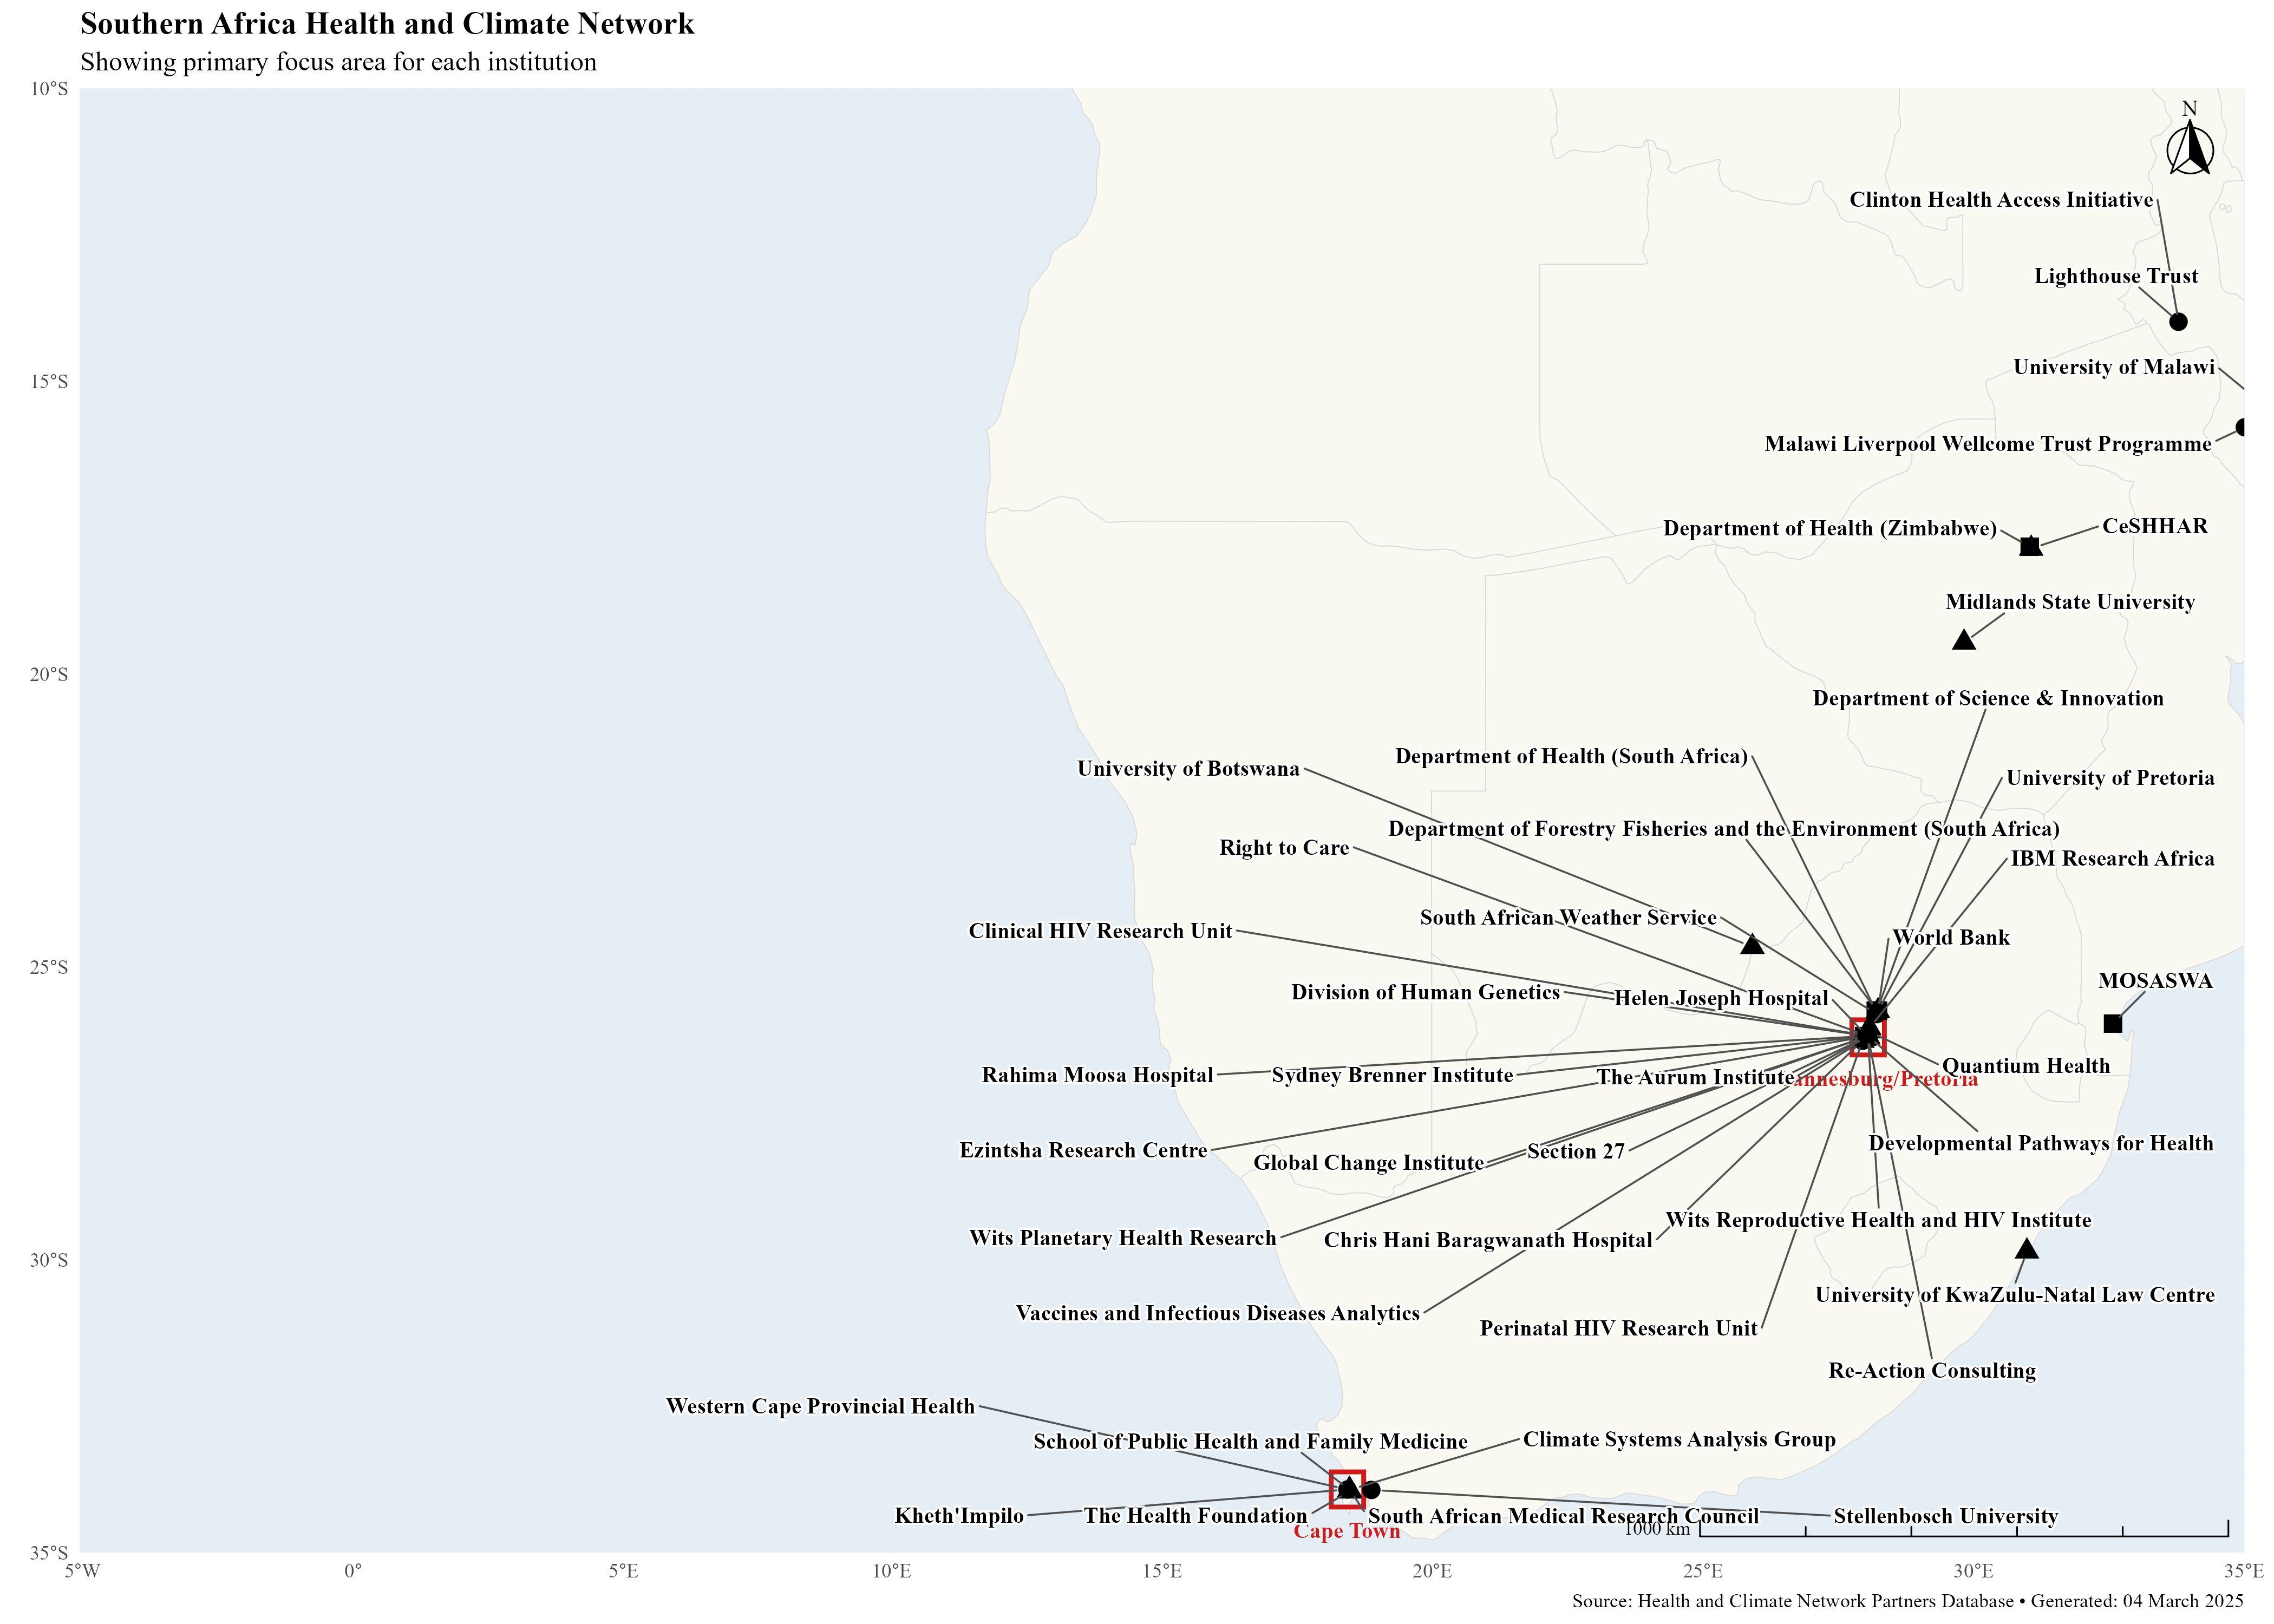 Southern Africa Health and Climate Network
Showing primary focus area for each institution
10°S
N
Clinton Health Access Initiative
Lighthouse Trust
University of Malawi
15°S
Malawi Liverpool Wellcome Trust Programme
Department of Health (Zimbabwe)
CeSHHAR
Midlands State University
20°S
Department of Science & Innovation
Department of Health (South Africa)
University of Botswana
University of Pretoria
Department of Forestry Fisheries and the Environment (South Africa)
Right to Care
IBM Research Africa
South African Weather Service
Clinical HIV Research Unit
World Bank
25°S
MOSASWA
Division of Human Genetics
Helen Joseph Hospital
Quantium Health
Rahima Moosa Hospital
Sydney Brenner Institute
The Aurum Institute
annesburg/Pretoria
Developmental Pathways for Health
Ezintsha Research Centre
Section 27
Global Change Institute
Wits Reproductive Health and HIV Institute
Wits Planetary Health Research
Chris Hani Baragwanath Hospital
30°S
University of KwaZulu-Natal Law Centre
Vaccines and Infectious Diseases Analytics
Perinatal HIV Research Unit
Re-Action Consulting
Western Cape Provincial Health
School of Public Health and Family Medicine
Climate Systems Analysis Group
Kheth'Impilo
The Health Foundation
South African Medical Research Council
Stellenbosch University
1000 km
Cape Town
35°S
5°W
0°
5°E
10°E
15°E
20°E
25°E
30°E
35°E
Source: Health and Climate Network Partners Database • Generated: 04 March 2025